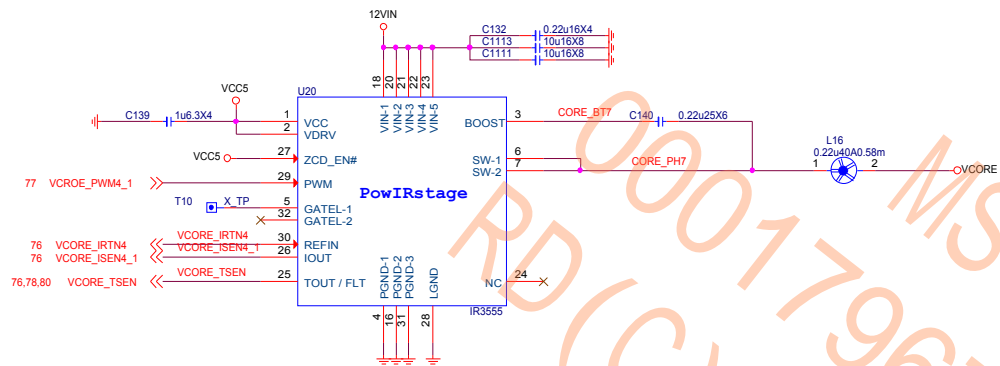 12VIN
C132 0.22u16X4
C1113 10u16X8
C1111 10u16X8
18 20 21 22 23
U20
VCC5
C139 1u6.3X4
1 VCC
2 VDRV
VIN-1 VIN-2 VIN-3 VIN-4 VIN-5
BOOST 3 CORE_BT7 C140 0.22u25X6
VCC5 27 ZCD_EN#
SW-1 6
SW-2 7 CORE_PH7
L16
0.22u40A0.58m
1 2 VCORE
77 VCROE_PWM4_1 29 PWM
PowIRstage
T10 X_TP 5 GATEL-1
32 GATEL-2
76 VCORE_IRTN4 VCORE_IRTN4 30 REFIN
76 VCORE_ISEN4_1 VCORE_ISEN4_1 26 IOUT
76,78,80 VCORE_TSEN VCORE_TSEN 25 TOUT / FLT
NC 24
PGND-1 PGND-2 PGND-3 LGND
4 16 31 28
IR3555
MS
0001796
RD(C)